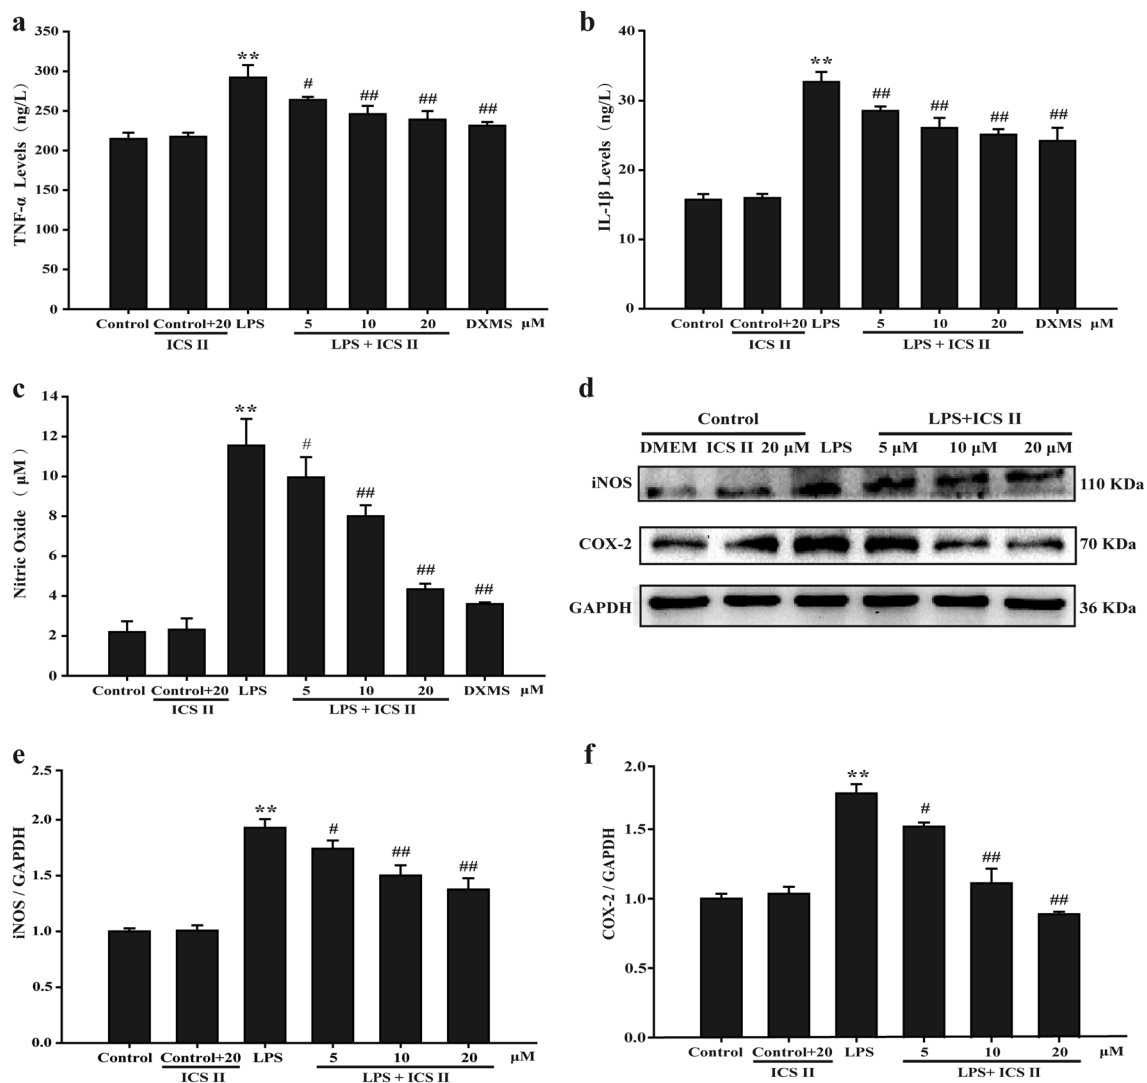 a
TNF-α Levels (ng/L)
350
300
250
200
150
100
50
0
**
#
##
##
##
Control
Control+20
LPS
5
10
20
DXMS
μM
ICS II
LPS + ICS II
b
IL-1β Levels (ng/L)
40
30
20
10
0
**
##
##
##
##
Control
Control+20
LPS
5
10
20
DXMS
μM
ICS II
LPS + ICS II
c
Nitric Oxide (μM)
14
12
10
8
6
4
2
0
**
#
##
##
##
Control
Control+20
LPS
5
10
20
DXMS
μM
ICS II
LPS + ICS II
d
Control
LPS+ICS II
DMEM ICS II 20 μM LPS 5 μM 10 μM 20 μM
iNOS 110 KDa
COX-2 70 KDa
GAPDH 36 KDa
e
iNOS / GAPDH
2.5
2.0
1.5
1.0
0.5
0.0
**
#
##
##
Control
Control+20
LPS
5
10
20
μM
ICS II
LPS + ICS II
f
COX-2 / GAPDH
2.0
1.5
1.0
0.5
0.0
**
#
##
##
Control
Control+20
LPS
5
10
20
μM
ICS II
LPS+ ICS II